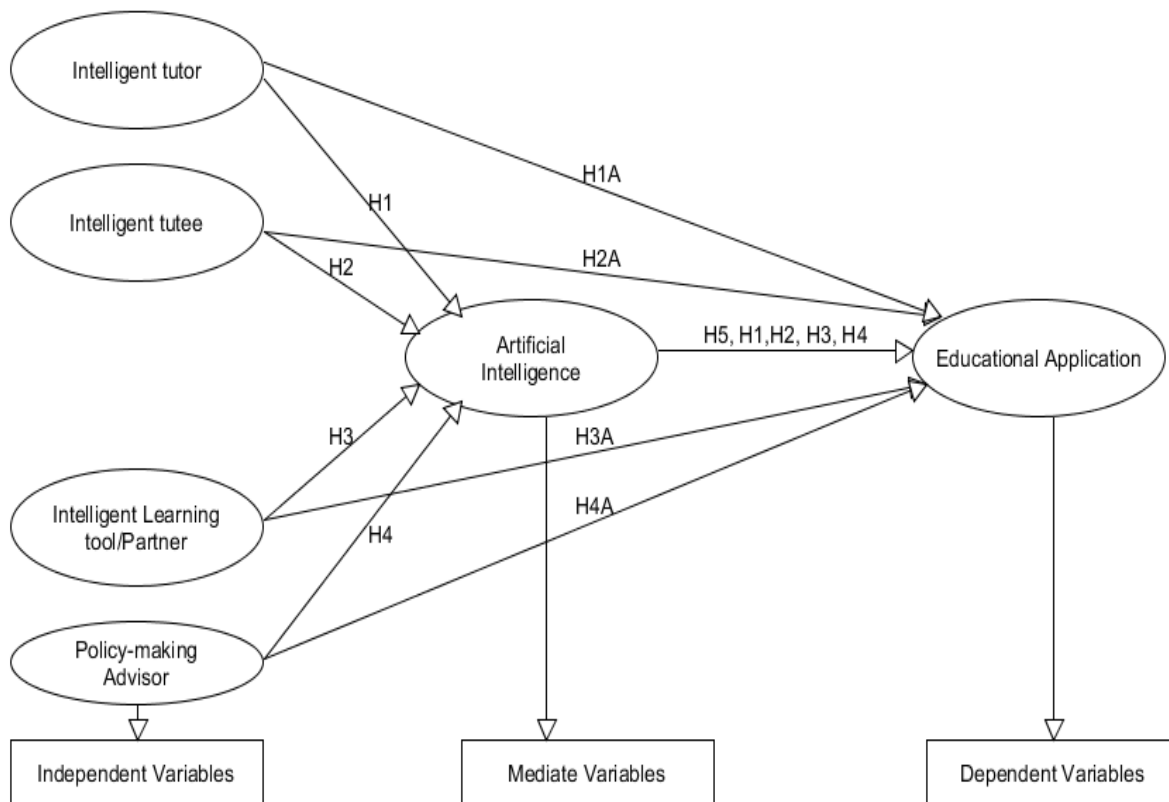 Intelligent tutor
H1A
H1
Intelligent tutee
H2A
H2
Artificial
Intelligence
H5, H1,H2, H3, H4
Educational Application
H3
H3A
Intelligent Learning
tool/Partner
H4
H4A
Policy-making
Advisor
Independent Variables
Mediate Variables
Dependent Variables